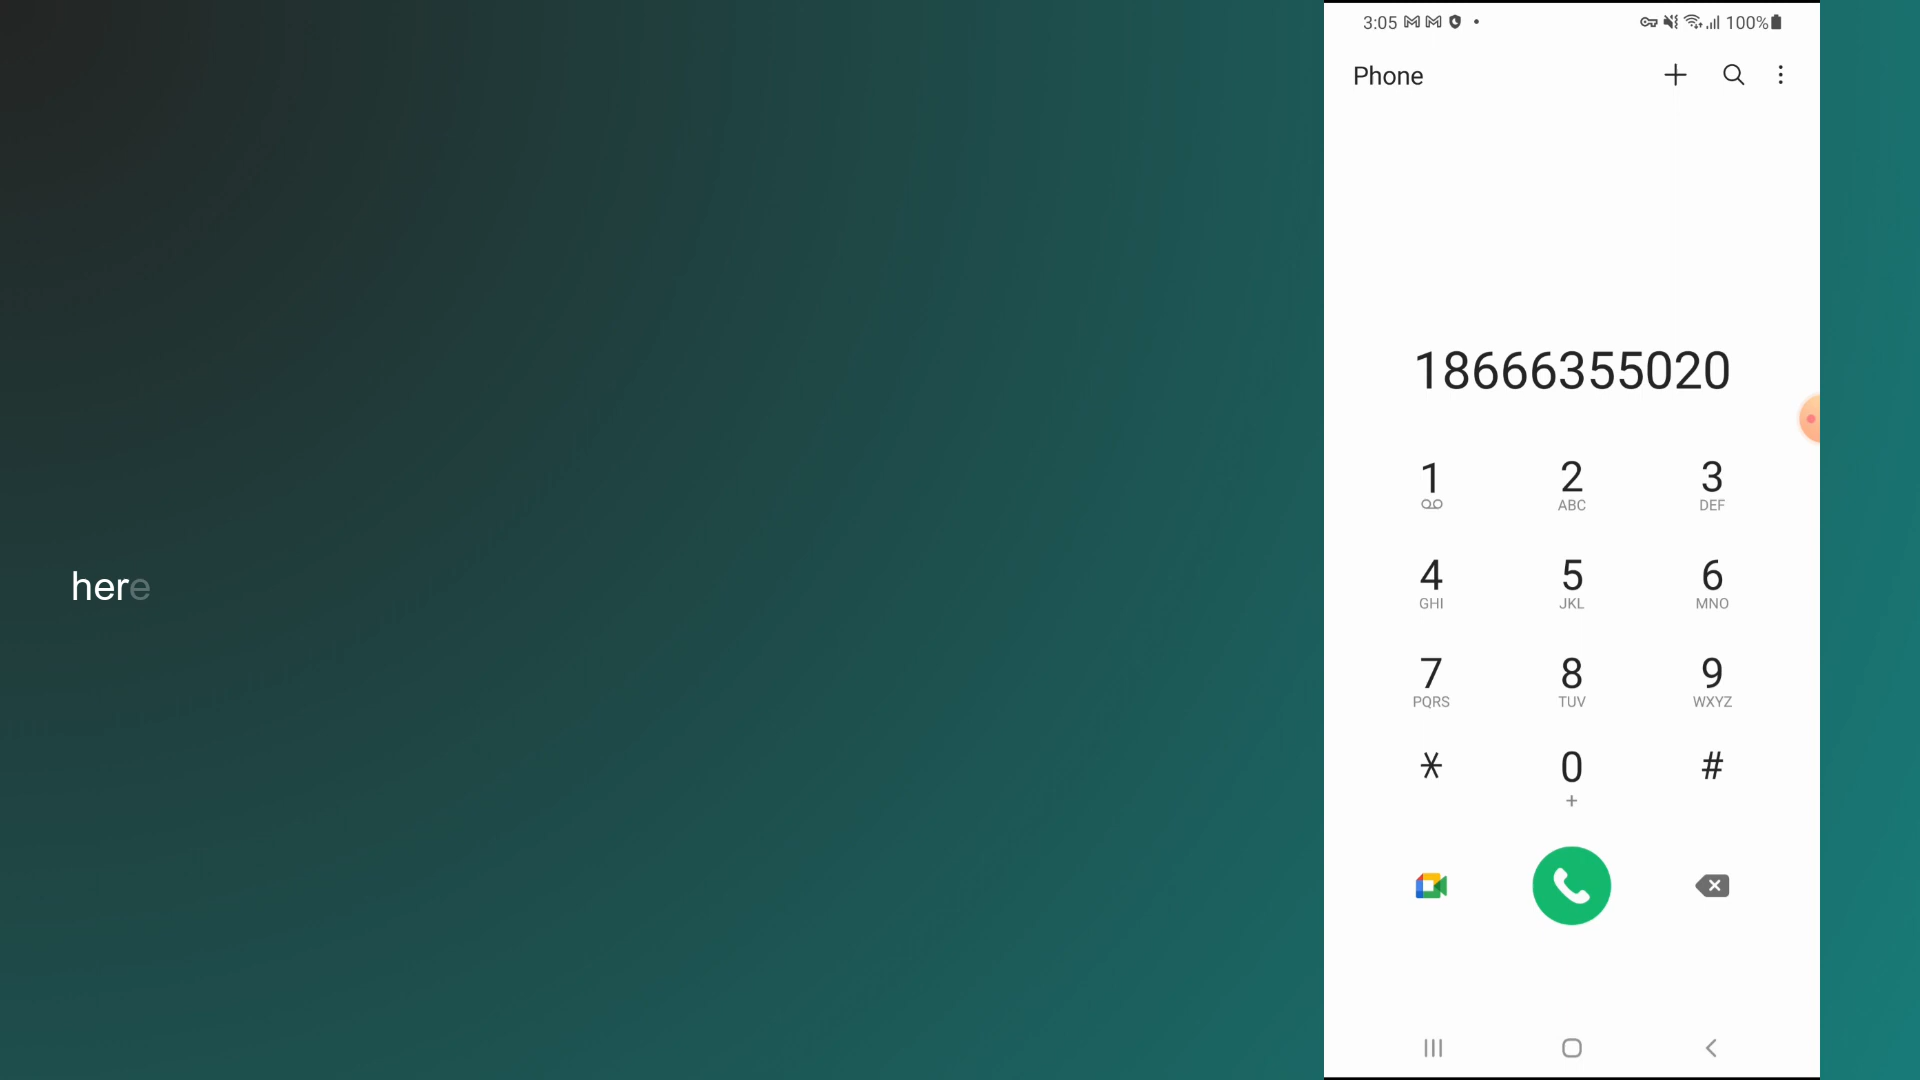 here
3:05
100%
Phone
18666355020
1
2
ABC
3
DEF
4
GHI
5
JKL
6
MNO
7
PQRS
8
TUV
9
WXYZ
*
0
+
#